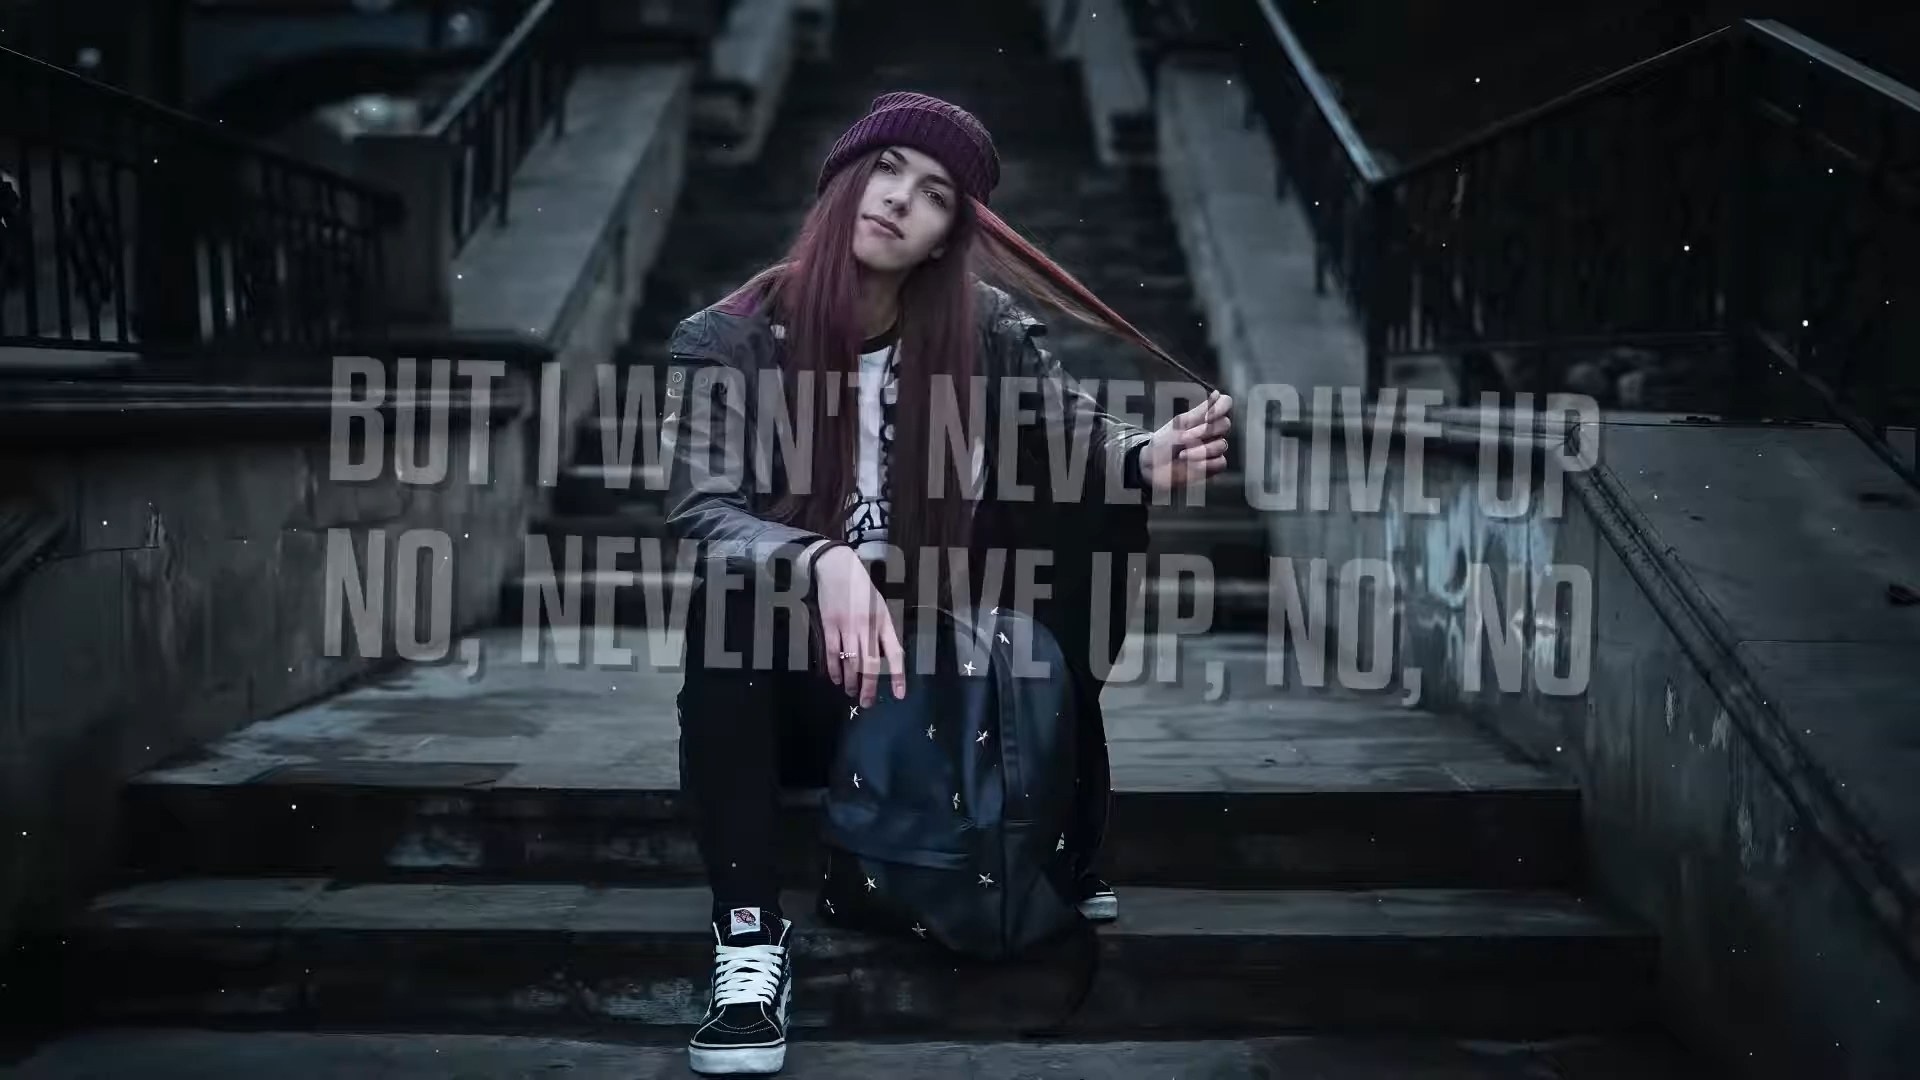 BUT I WON'T NEVER GIVE UP
NO, NEVER GIVE UP, NO, NO